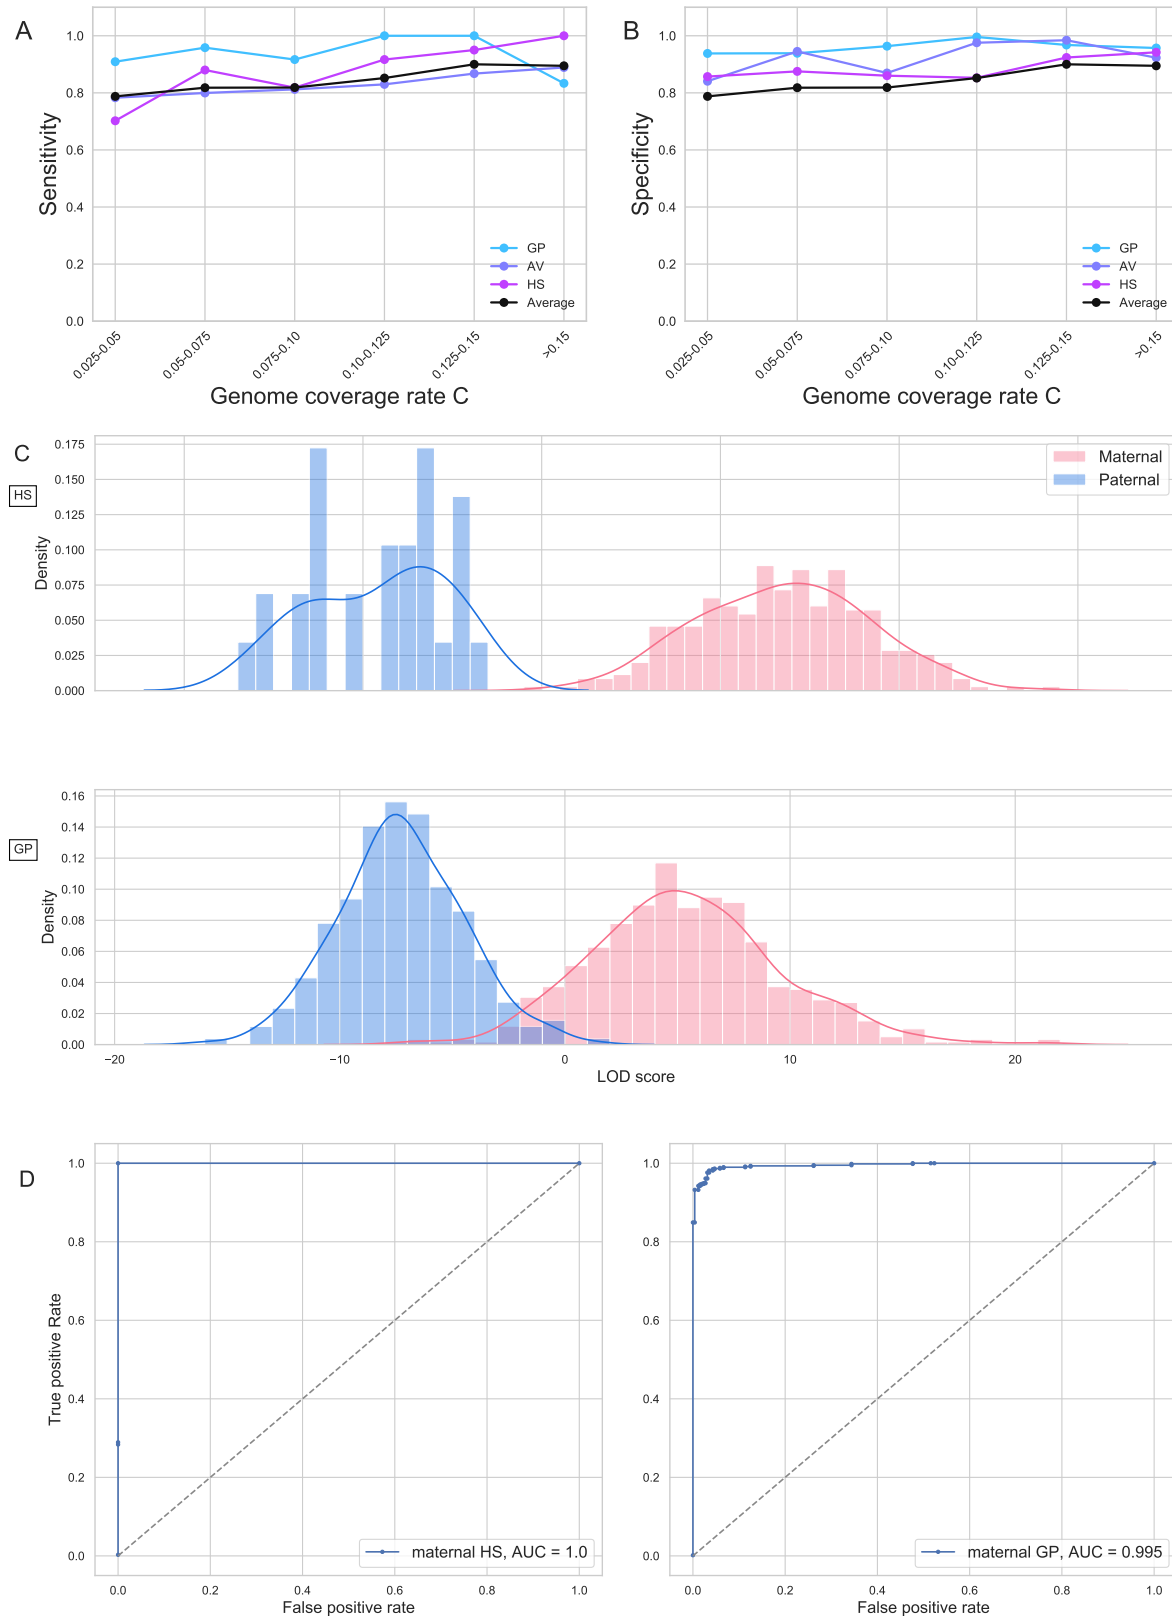 A
1.0
0.8
0.6
0.4
0.2
0.0
Sensitivity
GP
AV
HS
Average
0.025-0.05
0.05-0.075
0.075-0.10
0.10-0.125
0.125-0.15
>0.15
Genome coverage rate C
B
1.0
0.8
0.6
0.4
0.2
0.0
Specificity
GP
AV
HS
Average
0.025-0.05
0.05-0.075
0.075-0.10
0.10-0.125
0.125-0.15
>0.15
Genome coverage rate C
C
HS
0.175
0.150
0.125
0.100
0.075
0.050
0.025
0.000
Density
Maternal
Paternal
GP
0.16
0.14
0.12
0.10
0.08
0.06
0.04
0.02
0.00
Density
−20
−10
0
10
20
LOD score
D
1.0
0.8
0.6
0.4
0.2
0.0
True positive Rate
maternal HS, AUC = 1.0
0.0
0.2
0.4
0.6
0.8
1.0
False positive rate
1.0
0.8
0.6
0.4
0.2
0.0
maternal GP, AUC = 0.995
0.0
0.2
0.4
0.6
0.8
1.0
False positive rate